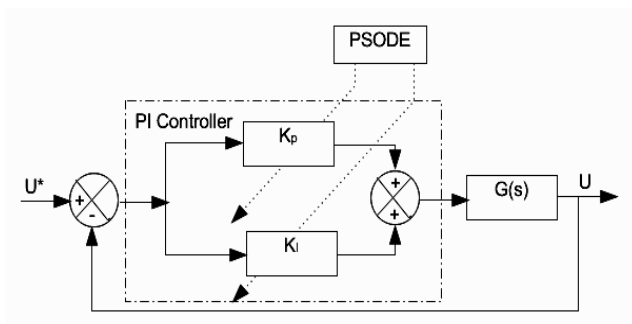 PSODE
PI Controller
Kp
U*
+
-
+
+
G(s)
U
KI